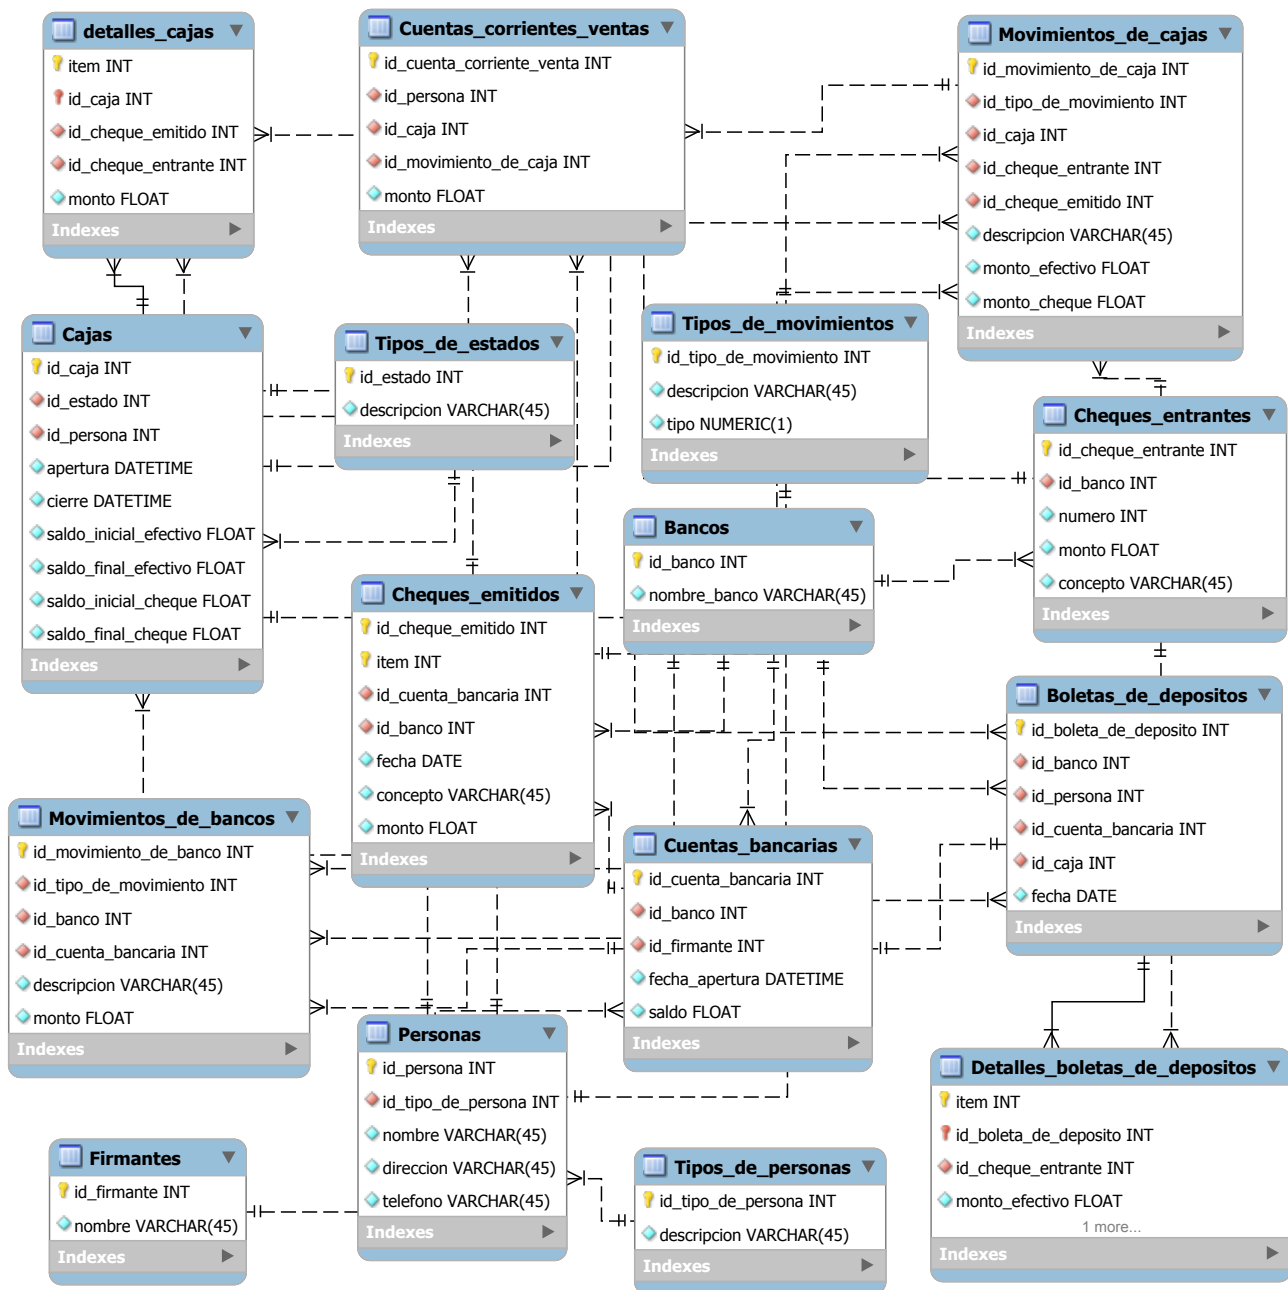 detalles_cajas
item INT
id_caja INT
id_cheque_emitido INT
id_cheque_entrante INT
monto FLOAT
Indexes
Cuentas_corrientes_ventas
id_cuenta_corriente_venta INT
id_persona INT
id_caja INT
id_movimiento_de_caja INT
monto FLOAT
Indexes
Movimientos_de_cajas
id_movimiento_de_caja INT
id_tipo_de_movimiento INT
id_caja INT
id_cheque_entrante INT
id_cheque_emitido INT
descripcion VARCHAR(45)
monto_efectivo FLOAT
monto_cheque FLOAT
Indexes
Cajas
id_caja INT
id_estado INT
id_persona INT
apertura DATETIME
cierre DATETIME
saldo_inicial_efectivo FLOAT
saldo_final_efectivo FLOAT
saldo_inicial_cheque FLOAT
saldo_final_cheque FLOAT
Indexes
Tipos_de_estados
id_estado INT
descripcion VARCHAR(45)
Indexes
Tipos_de_movimientos
id_tipo_de_movimiento INT
descripcion VARCHAR(45)
tipo NUMERIC(1)
Indexes
Cheques_entrantes
id_cheque_entrante INT
id_banco INT
numero INT
monto FLOAT
concepto VARCHAR(45)
Indexes
Bancos
id_banco INT
nombre_banco VARCHAR(45)
Indexes
Cheques_emitidos
id_cheque_emitido INT
item INT
id_cuenta_bancaria INT
id_banco INT
fecha DATE
concepto VARCHAR(45)
monto FLOAT
Indexes
Boletas_de_depositos
id_boleta_de_deposito INT
id_banco INT
id_persona INT
id_cuenta_bancaria INT
id_caja INT
fecha DATE
Indexes
Movimientos_de_bancos
id_movimiento_de_banco INT
id_tipo_de_movimiento INT
id_banco INT
id_cuenta_bancaria INT
descripcion VARCHAR(45)
monto FLOAT
Indexes
Cuentas_bancarias
id_cuenta_bancaria INT
id_banco INT
id_firmante INT
fecha_apertura DATETIME
saldo FLOAT
Indexes
Personas
id_persona INT
id_tipo_de_persona INT
nombre VARCHAR(45)
direccion VARCHAR(45)
telefono VARCHAR(45)
Indexes
Detalles_boletas_de_depositos
item INT
id_boleta_de_deposito INT
id_cheque_entrante INT
monto_efectivo FLOAT
1 more...
Indexes
Firmantes
id_firmante INT
nombre VARCHAR(45)
Indexes
Tipos_de_personas
id_tipo_de_persona INT
descripcion VARCHAR(45)
Indexes